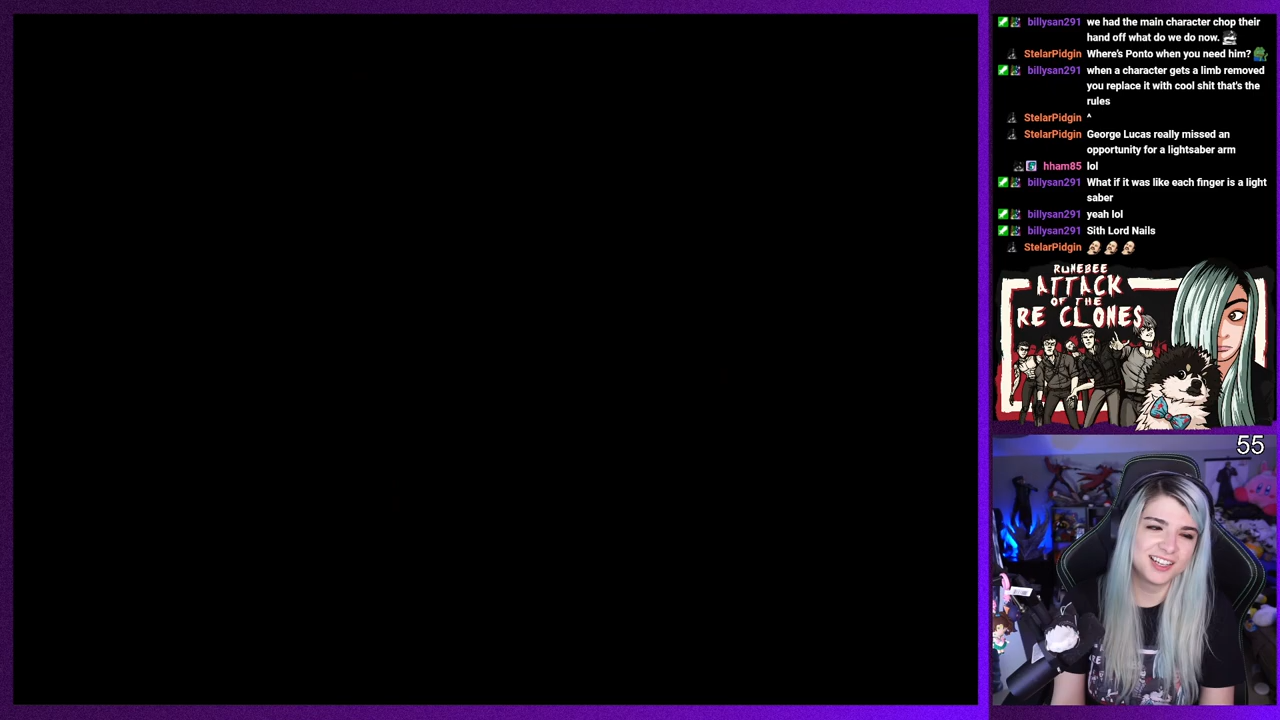 billysan291 we had the main character chop their
hand off what do we do now.
StelarPidgin Where's Ponto when you need him?
billysan291 when a character gets a limb removed
you replace it with cool shit that's the
rules
StelarPidgin ^
StelarPidgin George Lucas really missed an
opportunity for a lightsaber arm
hham85 lol
billysan291 What if it was like each finger is a light
saber
billysan291 yeah lol
billysan291 Sith Lord Nails
StelarPidgin
RUNEBEE
ATTACK
OF THE
RE CLONES
55